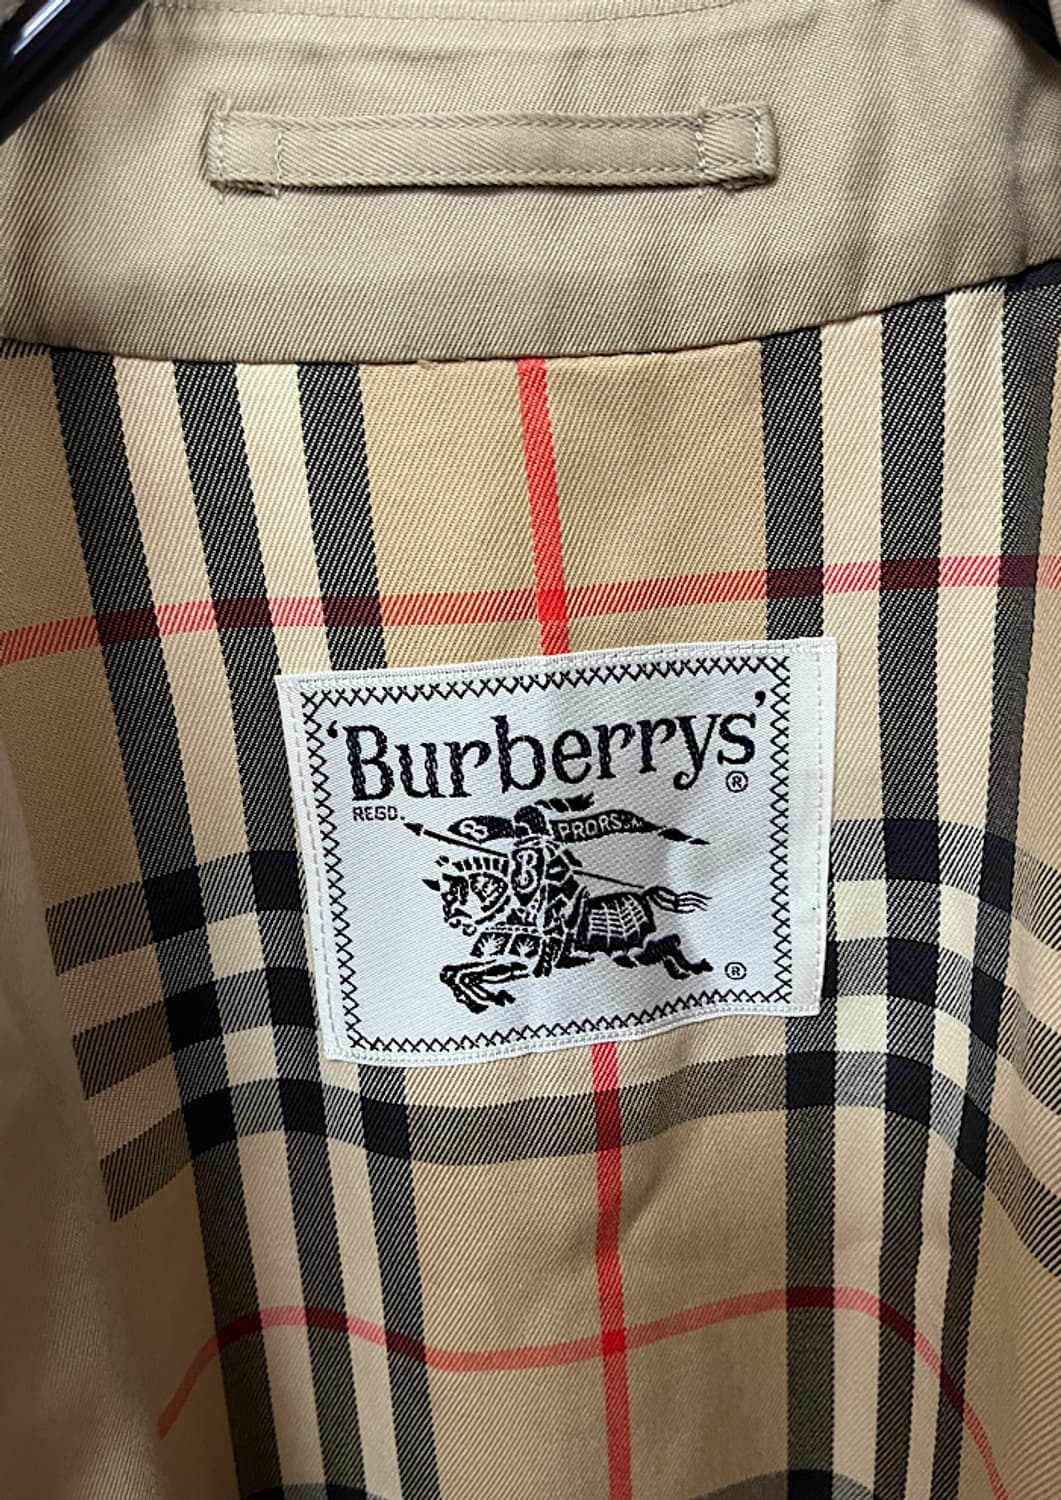 ‘Burberrys’
®
REGD.
B PRORSUM
B
®